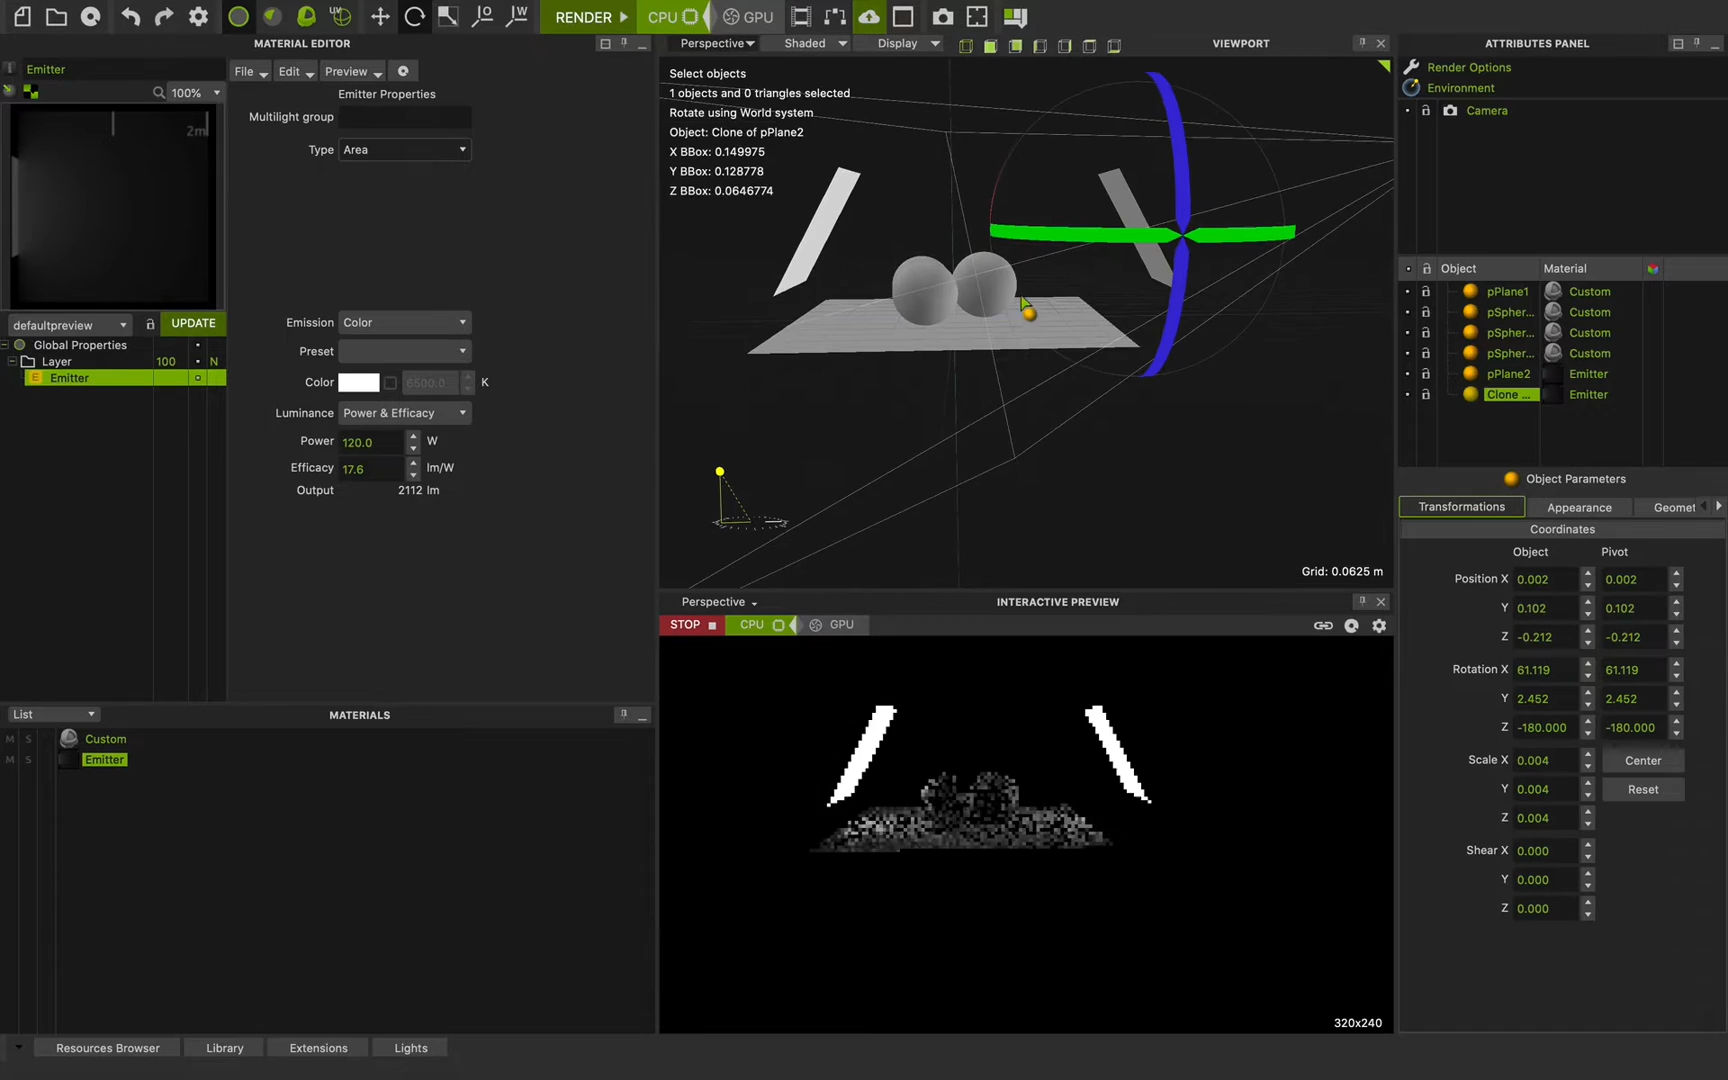 RENDER CPU GPU
MATERIAL EDITOR
Emitter
File Edit Preview
100%
2m
Emitter Properties
Multilight group
Type Area
defaultpreview UPDATE
Global Properties
Layer 100 N
Emitter
Emission Color
Preset
Color 6500.0 K
Luminance Power & Efficacy
Power 120.0 W
Efficacy 17.6 lm/W
Output 2112 lm
List MATERIALS
M S Custom
M S Emitter
Resources Browser Library Extensions Lights
Perspective Shaded Display VIEWPORT
Select objects
1 objects and 0 triangles selected
Rotate using World system
Object: Clone of pPlane2
X BBox: 0.149975
Y BBox: 0.128778
Z BBox: 0.0646774
Grid: 0.0625 m
Perspective INTERACTIVE PREVIEW
STOP CPU GPU
320x240
ATTRIBUTES PANEL
Render Options
Environment
Camera
Object Material
pPlane1 Custom
pSpher... Custom
pSpher... Custom
pSpher... Custom
pPlane2 Emitter
Clone ... Emitter
Object Parameters
Transformations Appearance Geomet
Coordinates
Object Pivot
Position X 0.002 0.002
Y 0.102 0.102
Z -0.212 -0.212
Rotation X 61.119 61.119
Y 2.452 2.452
Z -180.000 -180.000
Scale X 0.004 Center
Y 0.004 Reset
Z 0.004
Shear X 0.000
Y 0.000
Z 0.000